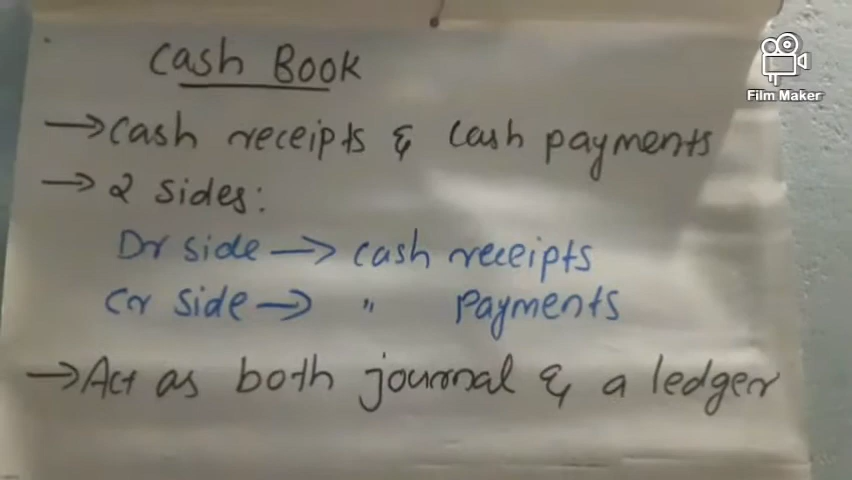 Cash Book
→ Cash receipts & Cash payments
→ 2 sides:
Dr side → cash receipts
Cr side → " Payments
→ Act as both journal & a ledger
Film Maker